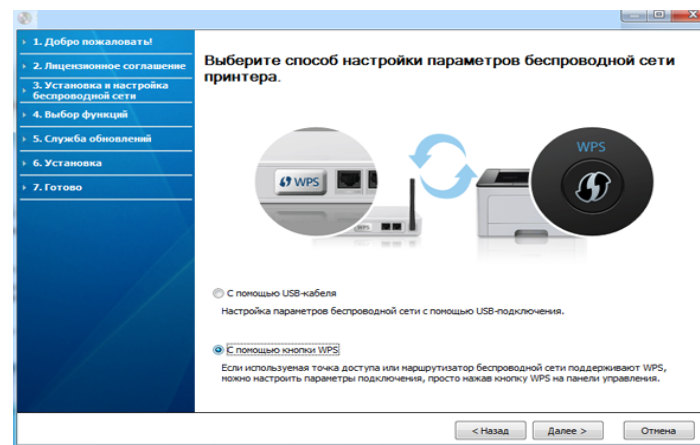 1. Добро пожаловать!
2. Лицензионное соглашение
3. Установка и настройка
беспроводной сети
4. Выбор функций
5. Служба обновлений
6. Установка
7. Готово
Выберите способ настройки параметров беспроводной сети
принтера.
WPS
WPS
WPS
С помощью USB-кабеля
Настройка параметров беспроводной сети с помощью USB-подключения.
С помощью кнопки WPS
Если используемая точка доступа или маршрутизатор беспроводной сети поддерживают WPS,
можно настроить параметры подключения, просто нажав кнопку WPS на панели управления.
< Назад
Далее >
Отмена